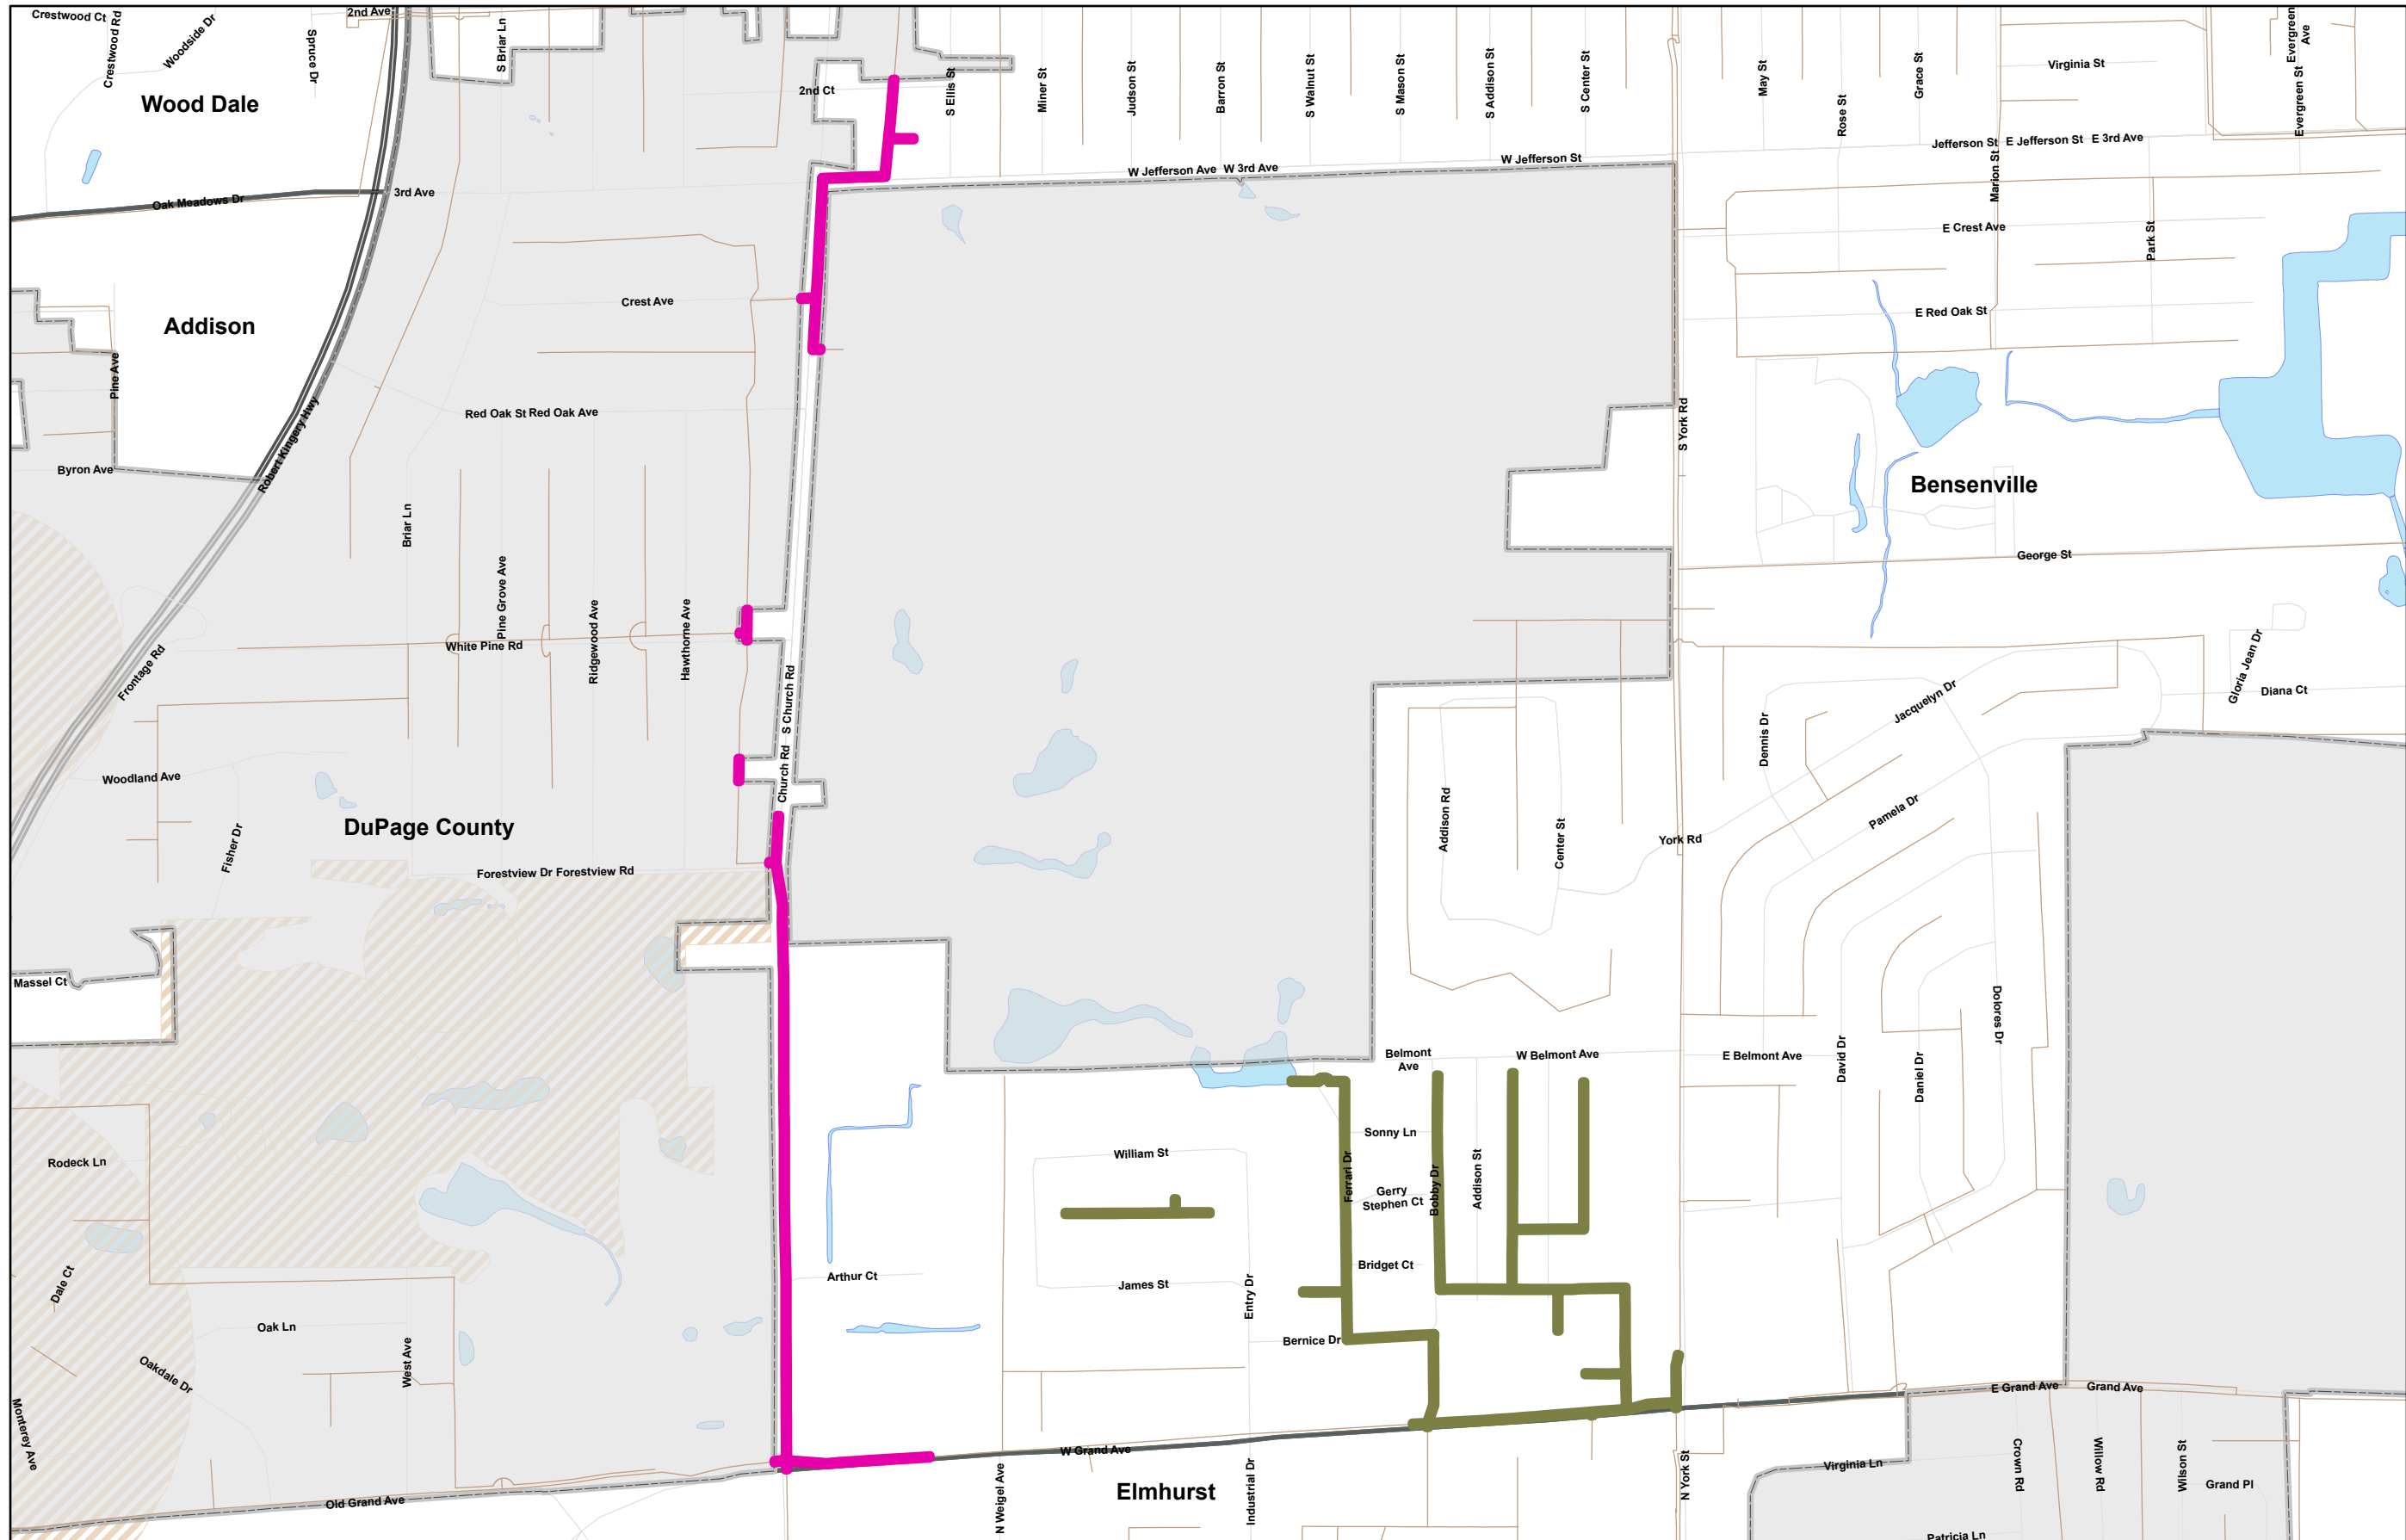 Crestwood Ct
Crestwood Rd
Woodside Dr
Spruce Dr
2nd Ave
S Briar Ln
2nd Ct
S Ellis St
Miner St
Judson St
Barron St
S Walnut St
S Mason St
S Addison St
S Center St
May St
Rose St
Grace St
Virginia St
Evergreen
Ave
Evergreen St
Wood Dale
Oak Meadows Dr
3rd Ave
W Jefferson Ave
W 3rd Ave
W Jefferson St
Jefferson St
E Jefferson St
E 3rd Ave
Marion St
E Crest Ave
Park St
Addison
Crest Ave
E Red Oak St
Pine Ave
Robert Kingery Hwy
Red Oak St
Red Oak Ave
S York Rd
Byron Ave
Bensenville
Briar Ln
George St
Pine Grove Ave
Ridgewood Ave
Hawthorne Ave
White Pine Rd
Frontage Rd
S Church Rd
Church Rd
Gloria Jean Dr
Diana Ct
Jacquelyn Dr
Dennis Dr
Woodland Ave
DuPage County
Fisher Dr
Addison Rd
Center St
York Rd
Pamela Dr
Forestview Dr
Forestview Rd
Massel Ct
Dolores Dr
Belmont
Ave
W Belmont Ave
E Belmont Ave
David Dr
Daniel Dr
Rodeck Ln
William St
Sonny Ln
Ferrari Dr
Gerry
Stephen Ct
Bobby Dr
Addison St
Dale Ct
Arthur Ct
James St
Entry Dr
Bridget Ct
Oak Ln
Oakdale Dr
West Ave
Bernice Dr
Monterey Ave
E Grand Ave
Grand Ave
W Grand Ave
Old Grand Ave
N Weigel Ave
Elmhurst
Industrial Dr
N York St
Virginia Ln
Crown Rd
Willow Rd
Wilson St
Grand Pl
Patricia Ln